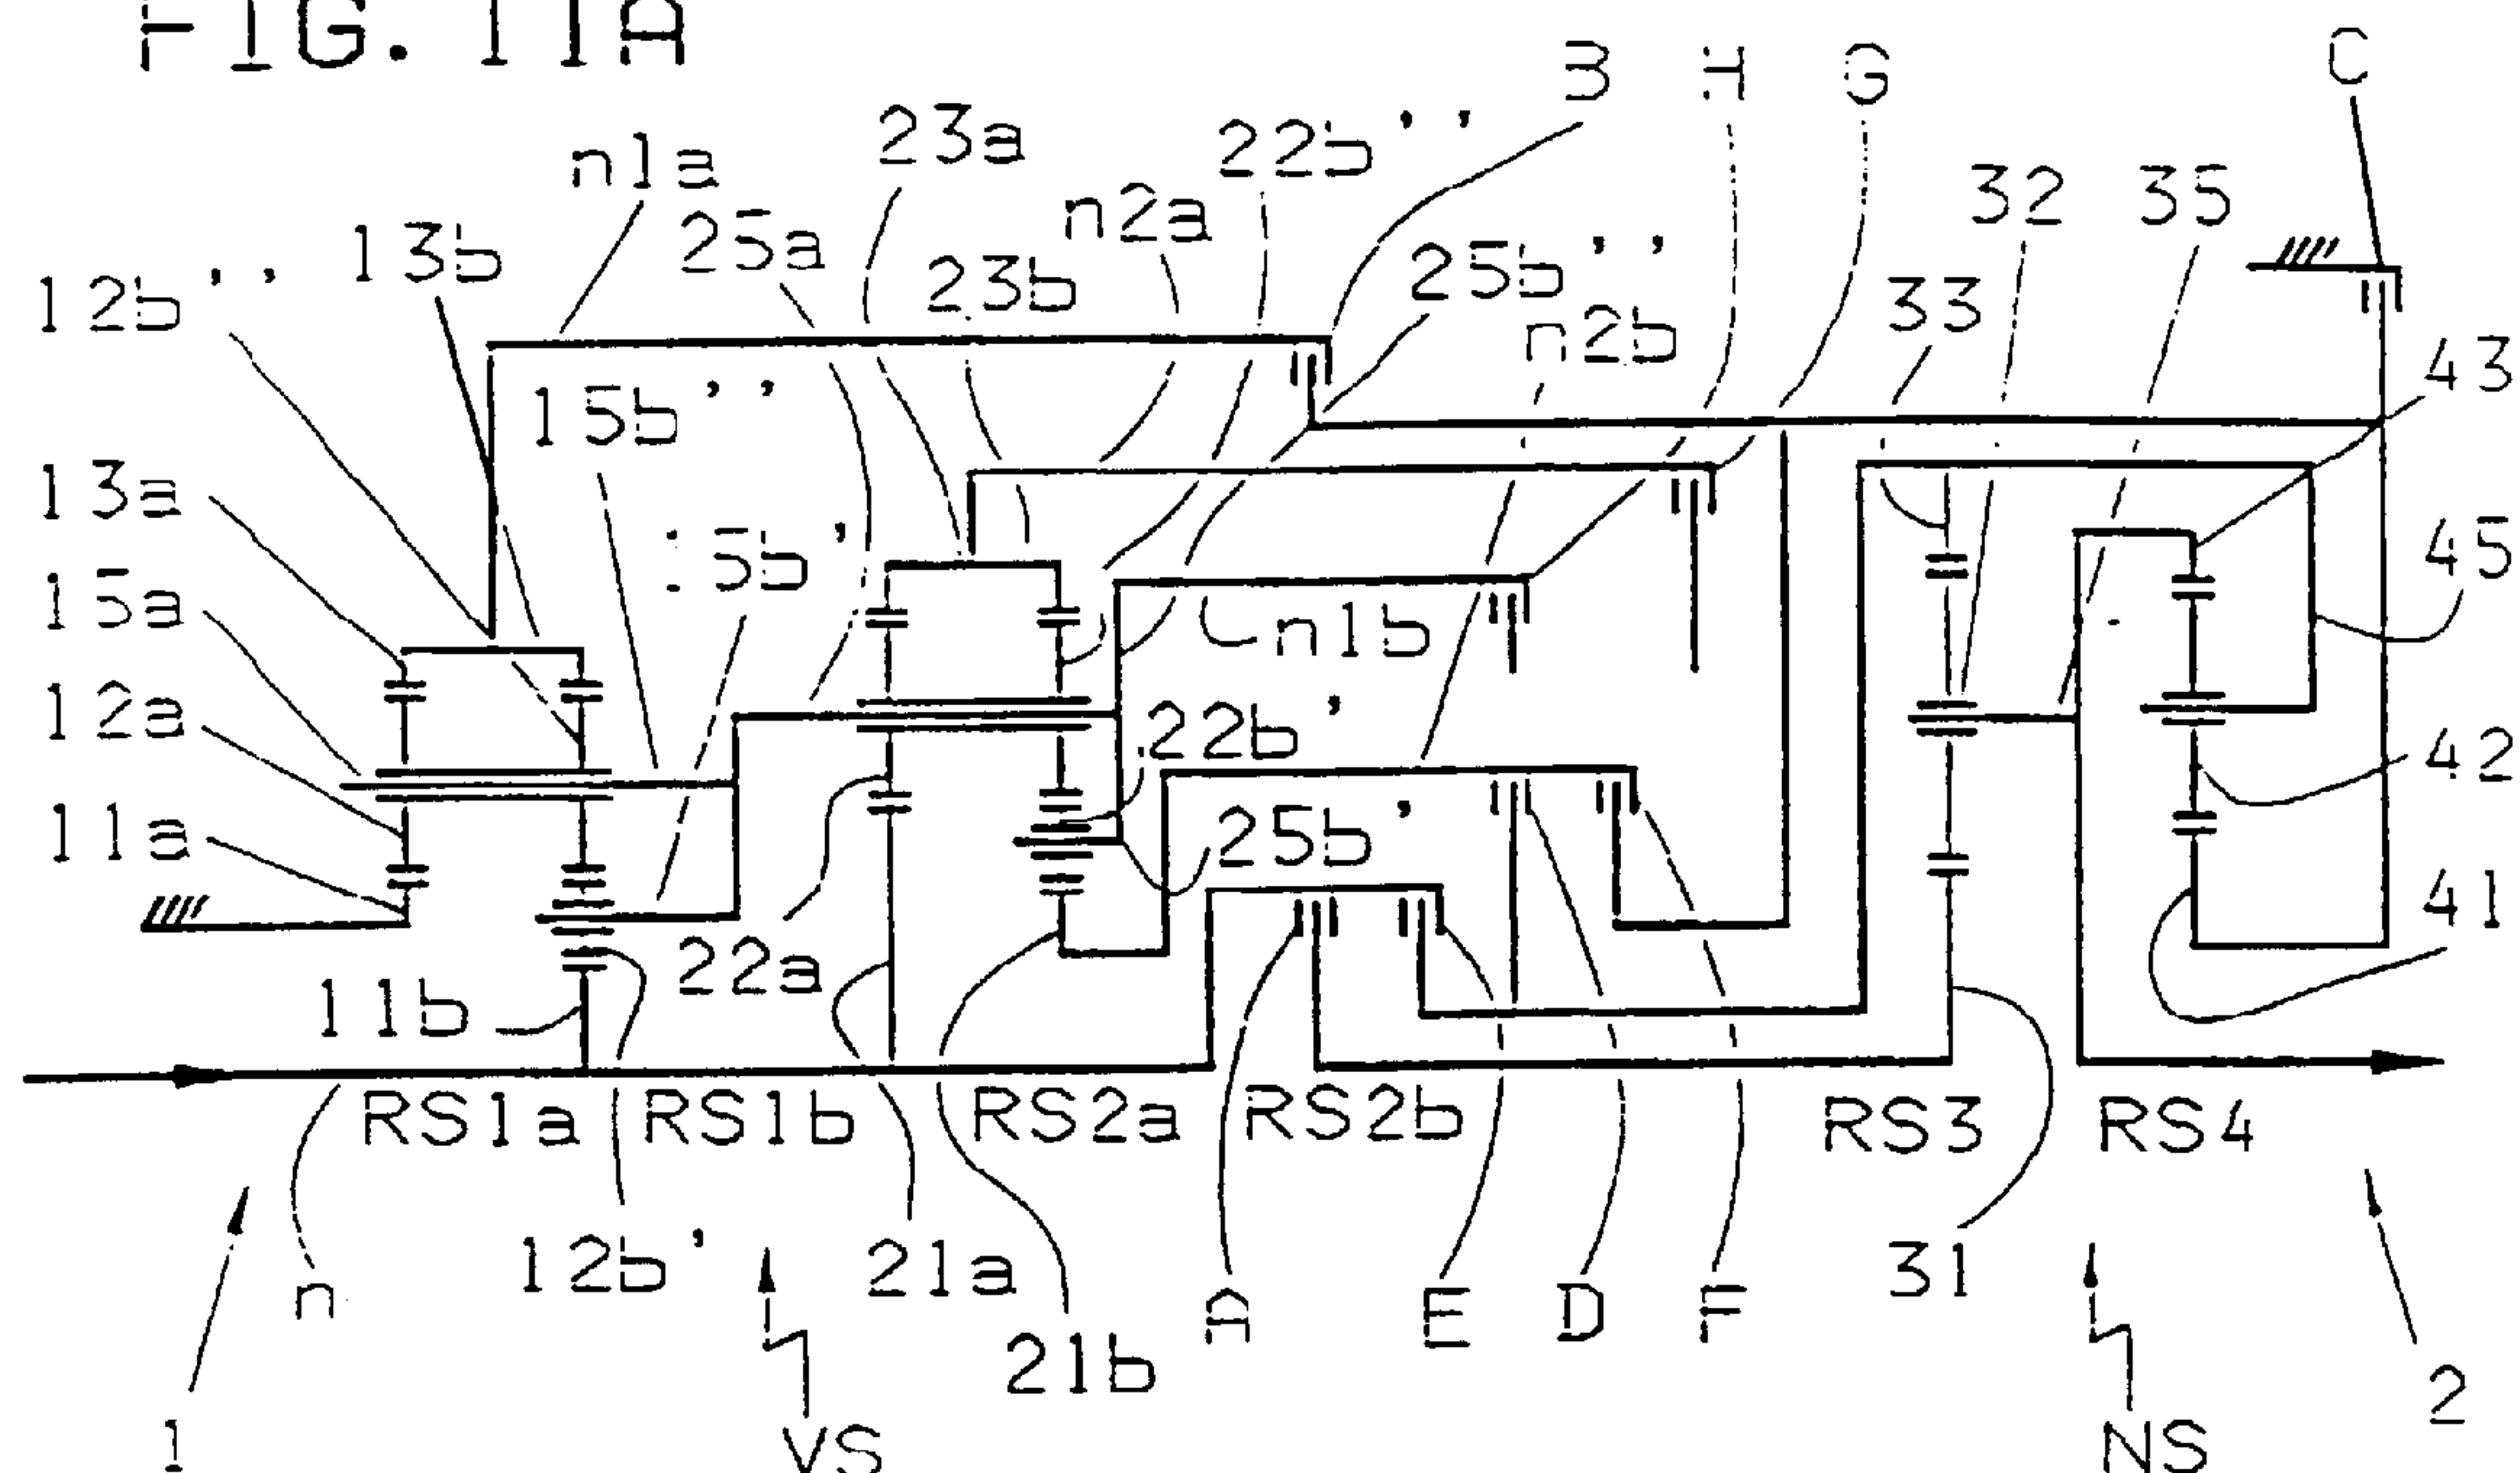 FIG. 11A
B H G C
23a 22b''
n1a 32 35
n2a
25a
13b 25b''
12b'' 23b 33
n2b
43
15b''
13a
15b' 45
15a n1b
12a 22b' 42
11a 25b'
41
22a
11b
RS1a RS1b RS2a RS2b RS3 RS4
12b' 21a 31
n A E D F
21b
1 VS NS 2